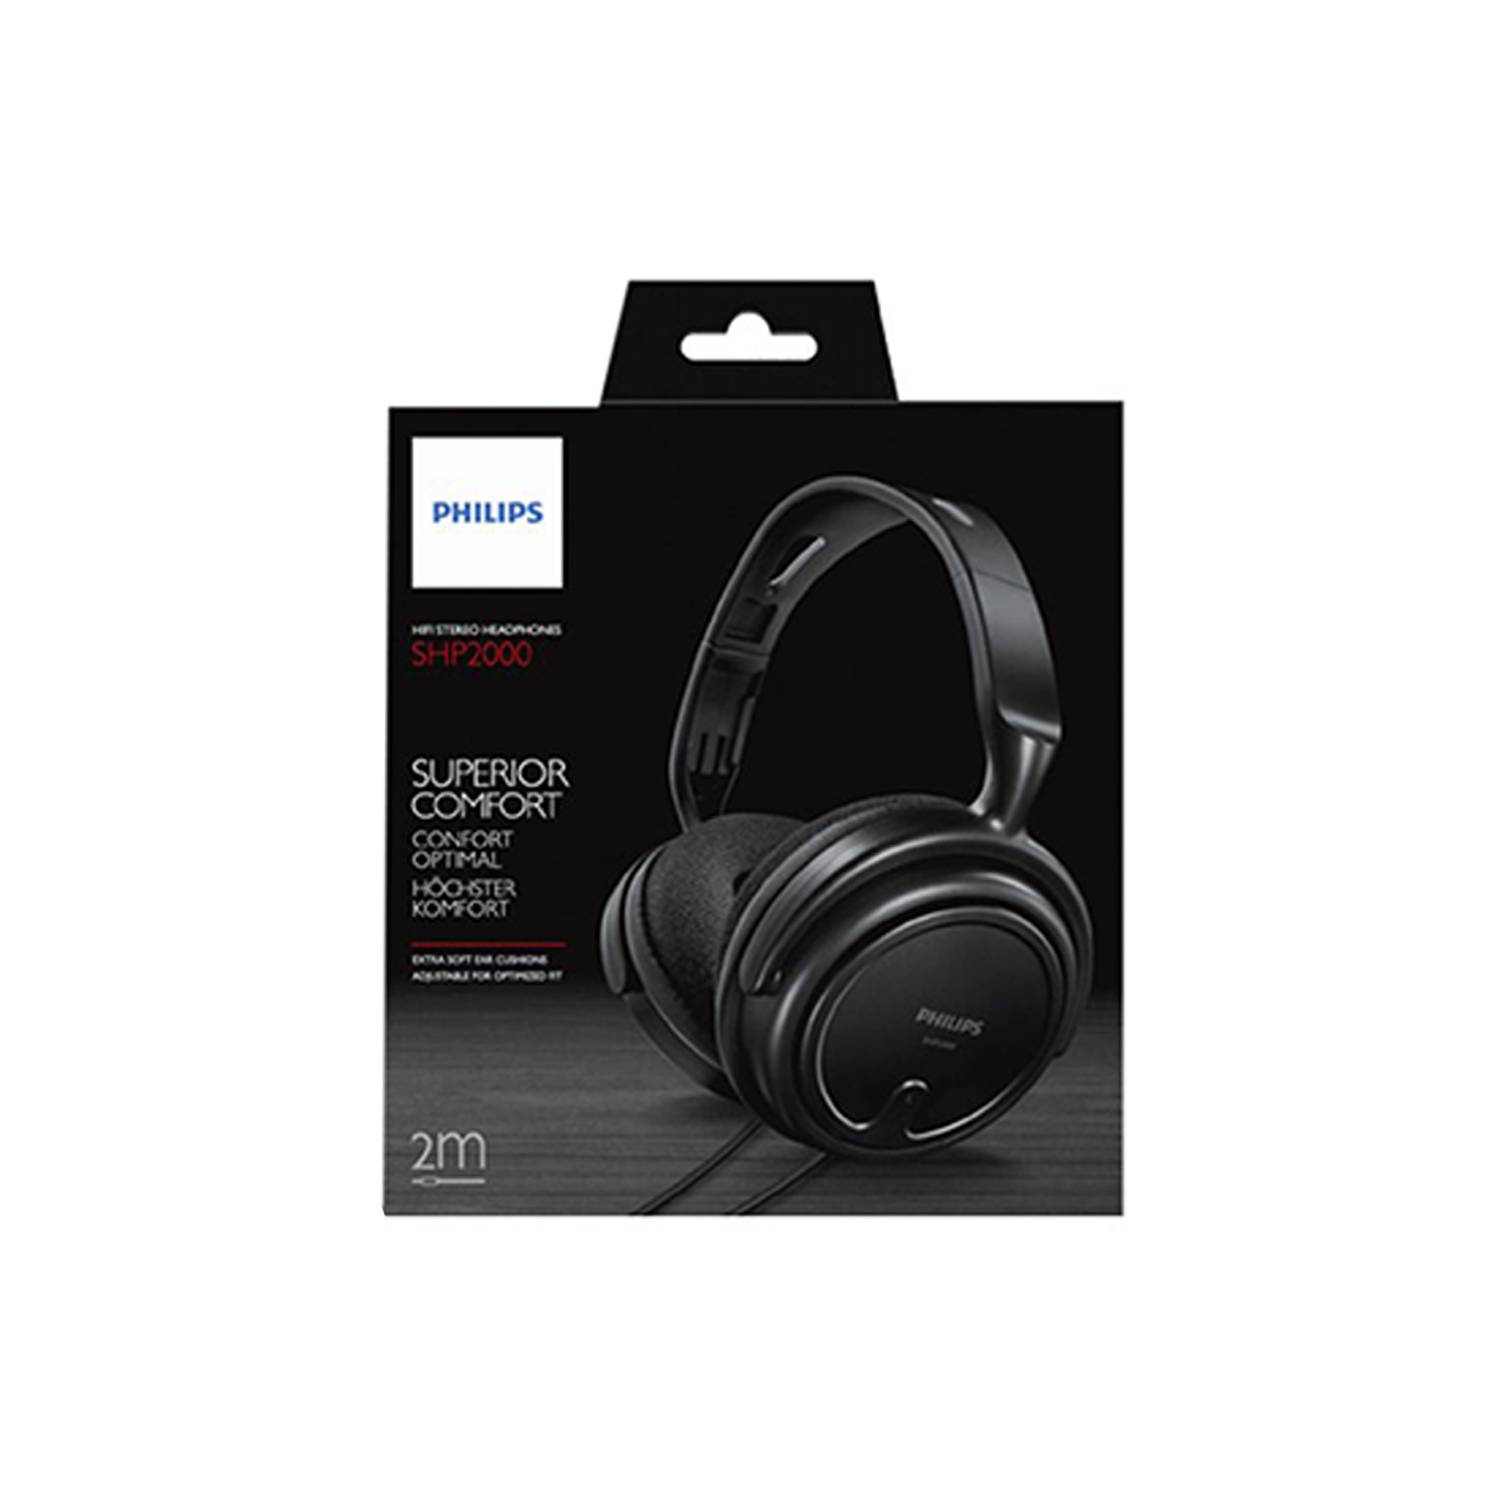 PHILIPS
HIFI STEREO HEADPHONES
SHP2000
SUPERIOR
COMFORT
CONFORT
OPTIMAL
HÖCHSTER
KOMFORT
EXTRA SOFT EAR CUSHIONS
ADJUSTABLE FOR OPTIMIZED FIT
2m
PHILIPS